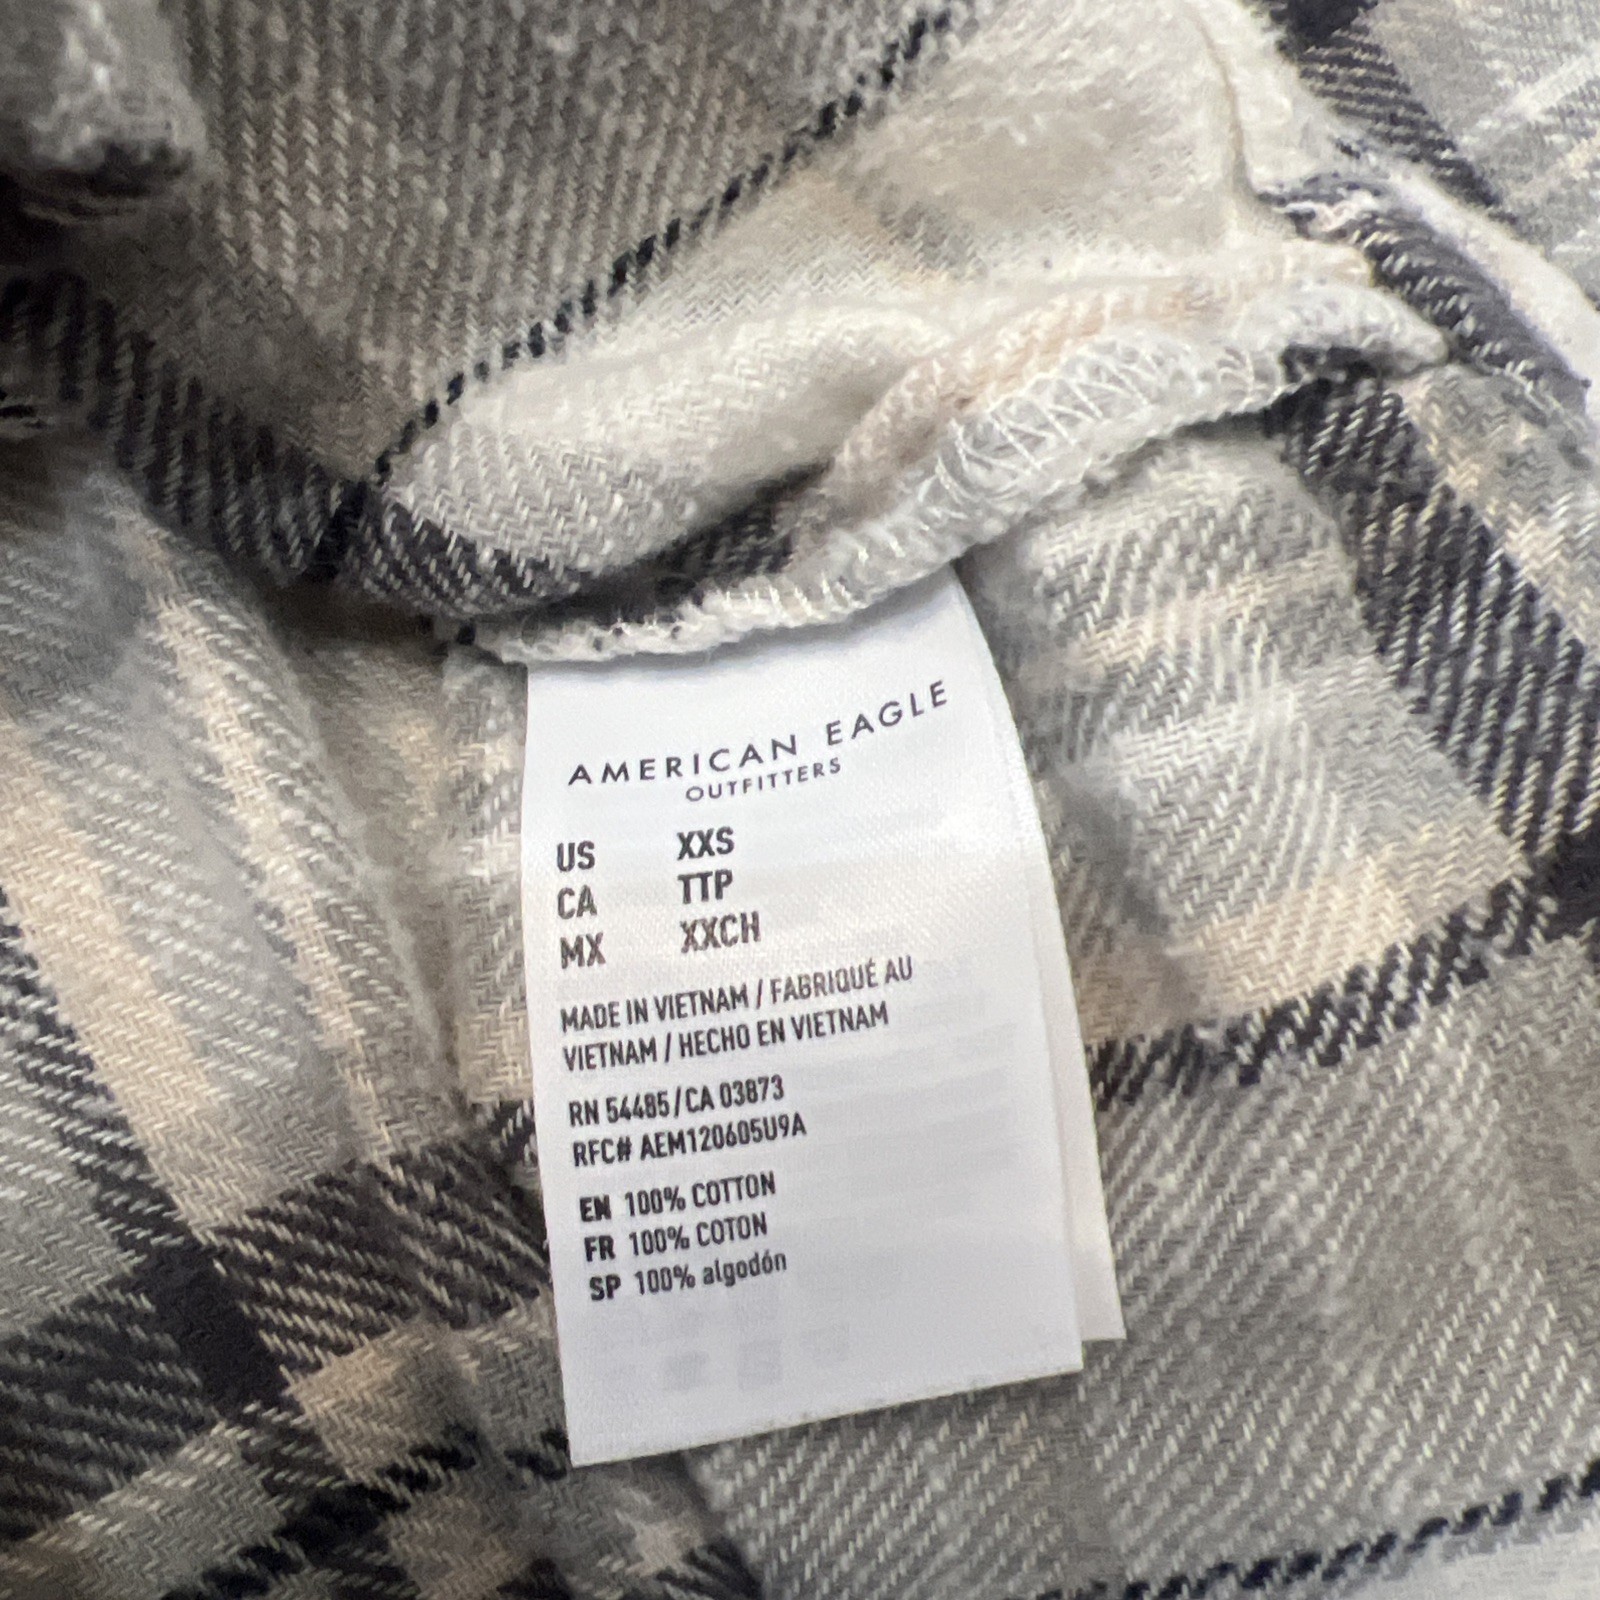 AMERICAN EAGLE
OUTFITTERS
US XXS
CA TTP
MX XXCH
MADE IN VIETNAM / FABRIQUÉ AU
VIETNAM / HECHO EN VIETNAM
RN 54485 / CA 03873
RFC# AEM120605U9A
EN 100% COTTON
FR 100% COTON
SP 100% algodón